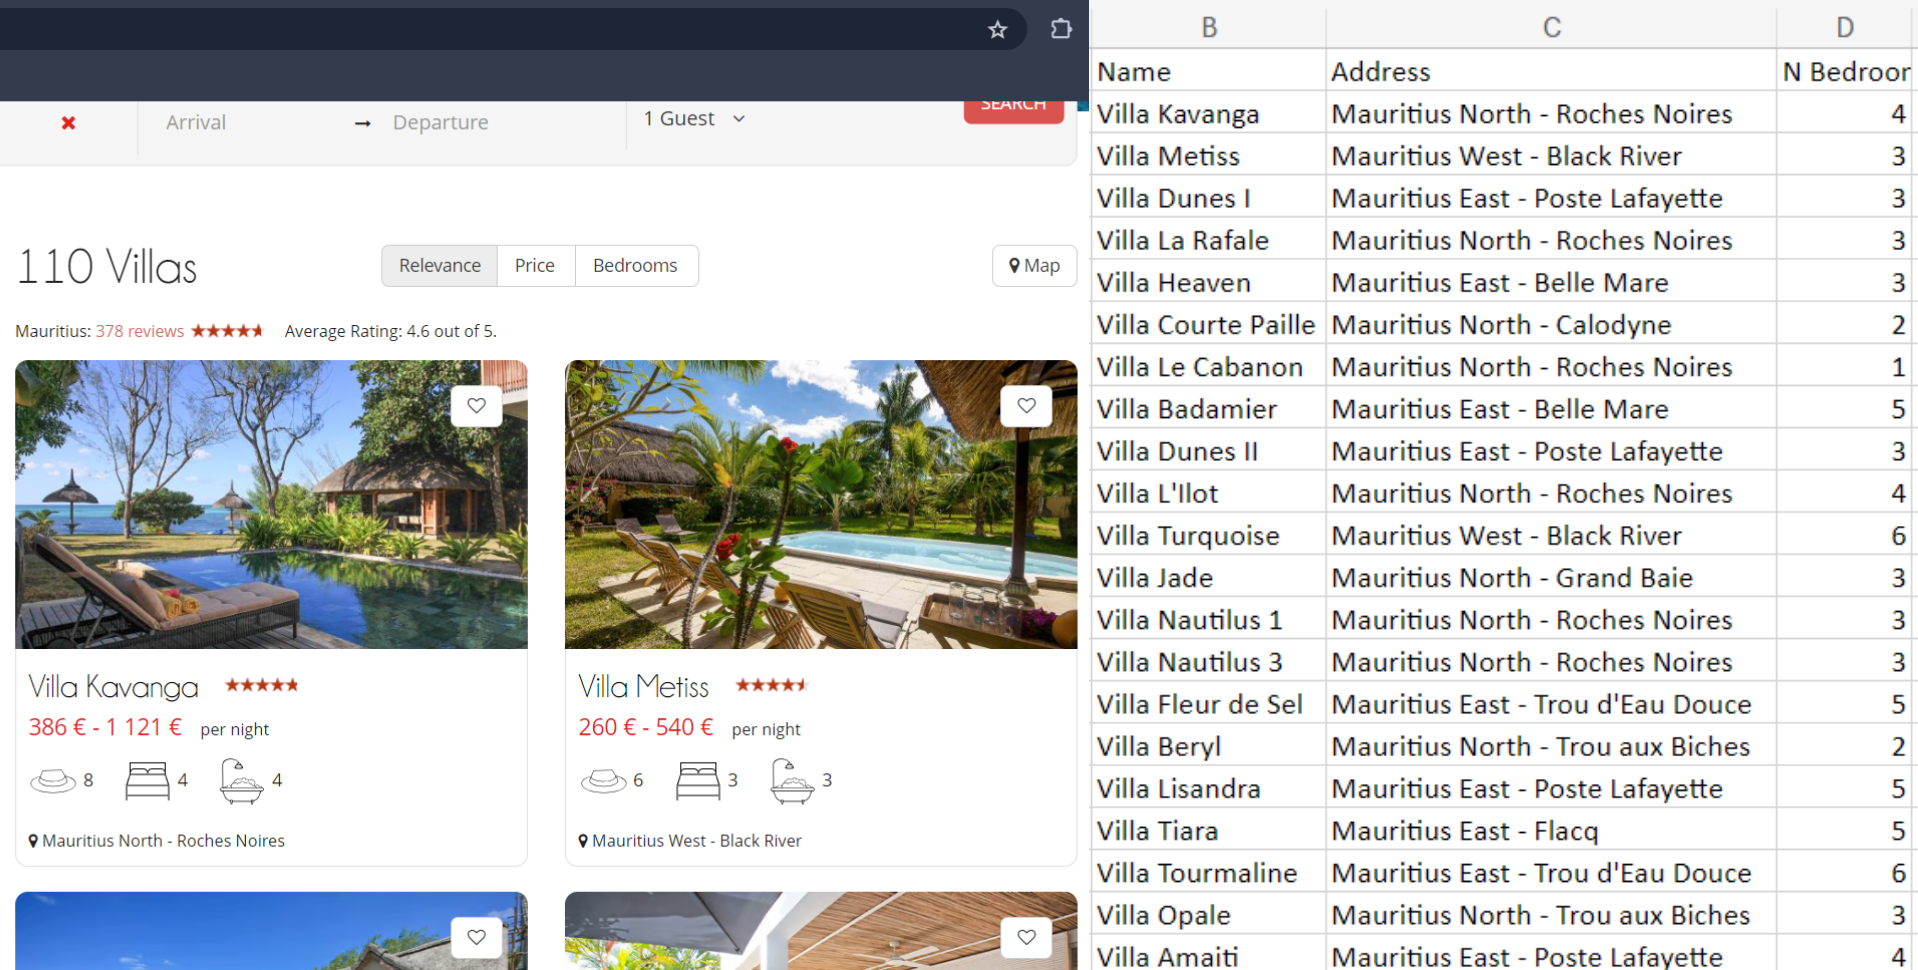 Arrival → Departure
1 Guest
SEARCH
110 Villas
Relevance Price Bedrooms
Map
Mauritius: 378 reviews Average Rating: 4.6 out of 5.
Villa Kavanga
386 € - 1 121 € per night
8 4 4
Mauritius North - Roches Noires
Villa Metiss
260 € - 540 € per night
6 3 3
Mauritius West - Black River
B C D
Name Address N Bedroor
Villa Kavanga Mauritius North - Roches Noires 4
Villa Metiss Mauritius West - Black River 3
Villa Dunes I Mauritius East - Poste Lafayette 3
Villa La Rafale Mauritius North - Roches Noires 3
Villa Heaven Mauritius East - Belle Mare 3
Villa Courte Paille Mauritius North - Calodyne 2
Villa Le Cabanon Mauritius North - Roches Noires 1
Villa Badamier Mauritius East - Belle Mare 5
Villa Dunes II Mauritius East - Poste Lafayette 3
Villa L'Ilot Mauritius North - Roches Noires 4
Villa Turquoise Mauritius West - Black River 6
Villa Jade Mauritius North - Grand Baie 3
Villa Nautilus 1 Mauritius North - Roches Noires 3
Villa Nautilus 3 Mauritius North - Roches Noires 3
Villa Fleur de Sel Mauritius East - Trou d'Eau Douce 5
Villa Beryl Mauritius North - Trou aux Biches 2
Villa Lisandra Mauritius East - Poste Lafayette 5
Villa Tiara Mauritius East - Flacq 5
Villa Tourmaline Mauritius East - Trou d'Eau Douce 6
Villa Opale Mauritius North - Trou aux Biches 3
Villa Amaiti Mauritius East - Poste Lafayette 4